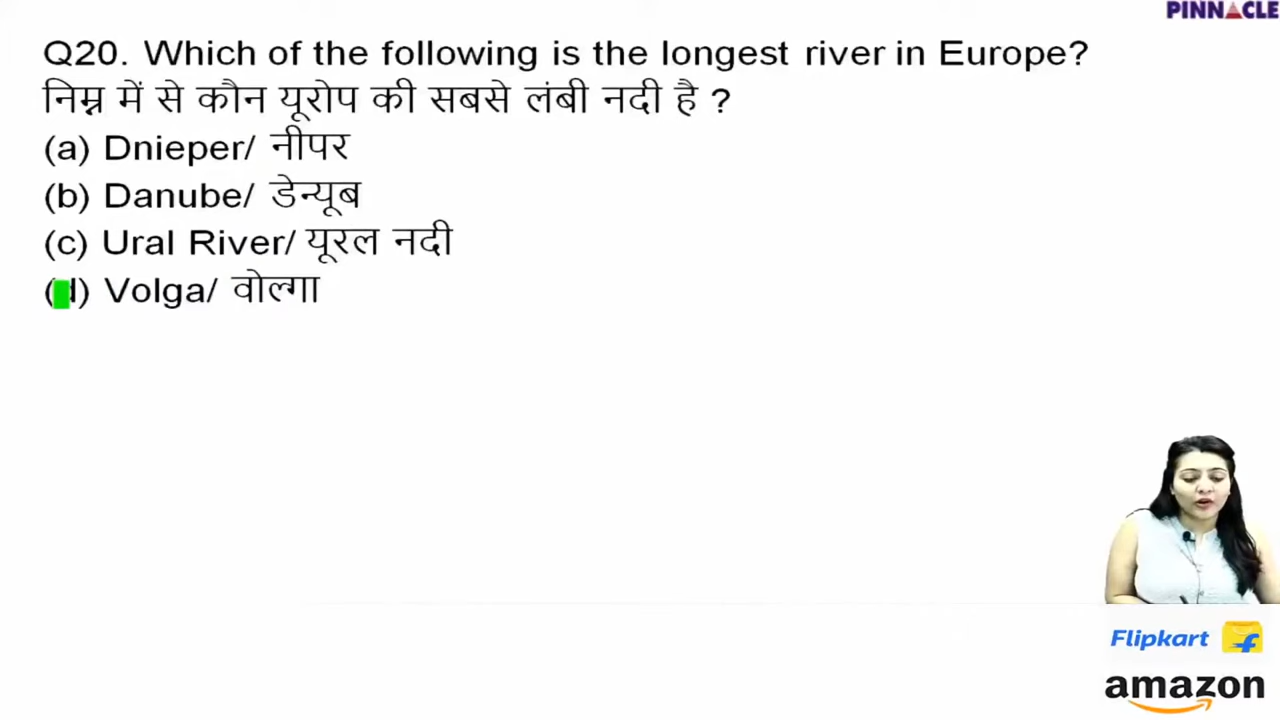 PINNACLE
Q20. Which of the following is the longest river in Europe?
निम्न में से कौन यूरोप की सबसे लंबी नदी है ?
(a) Dnieper/ नीपर
(b) Danube/ डेन्यूब
(c) Ural River/ यूरल नदी
(d) Volga/ वोल्गा
Flipkart
amazon